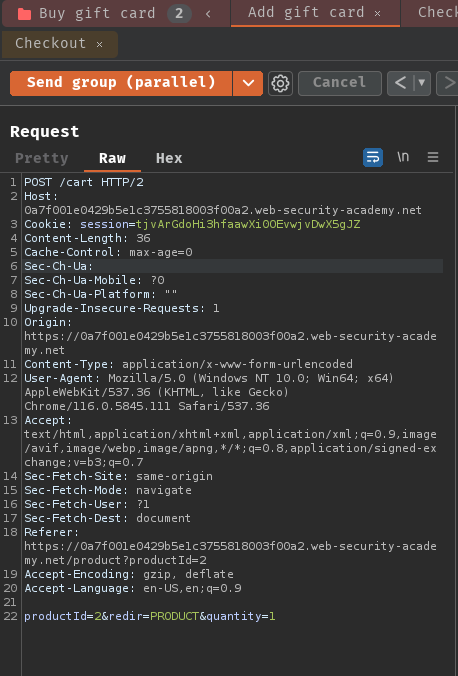 Buy gift card 2 < Add gift card × Check
Checkout ×
Send group (parallel) Cancel < >
Request
Pretty Raw Hex \n
1 POST /cart HTTP/2
2 Host:
0a7f001e0429b5e1c3755818003f00a2.web-security-academy.net
3 Cookie: session=tjvArGdoHi3hfaawXiO0EvwjvDwX5gJZ
4 Content-Length: 36
5 Cache-Control: max-age=0
6 Sec-Ch-Ua:
7 Sec-Ch-Ua-Mobile: ?0
8 Sec-Ch-Ua-Platform: ""
9 Upgrade-Insecure-Requests: 1
10 Origin:
https://0a7f001e0429b5e1c3755818003f00a2.web-security-acade
my.net
11 Content-Type: application/x-www-form-urlencoded
12 User-Agent: Mozilla/5.0 (Windows NT 10.0; Win64; x64)
AppleWebKit/537.36 (KHTML, like Gecko)
Chrome/116.0.5845.111 Safari/537.36
13 Accept:
text/html,application/xhtml+xml,application/xml;q=0.9,image
/avif,image/webp,image/apng,*/*;q=0.8,application/signed-ex
change;v=b3;q=0.7
14 Sec-Fetch-Site: same-origin
15 Sec-Fetch-Mode: navigate
16 Sec-Fetch-User: ?1
17 Sec-Fetch-Dest: document
18 Referer:
https://0a7f001e0429b5e1c3755818003f00a2.web-security-acade
my.net/product?productId=2
19 Accept-Encoding: gzip, deflate
20 Accept-Language: en-US,en;q=0.9
21
22 productId=2&redir=PRODUCT&quantity=1